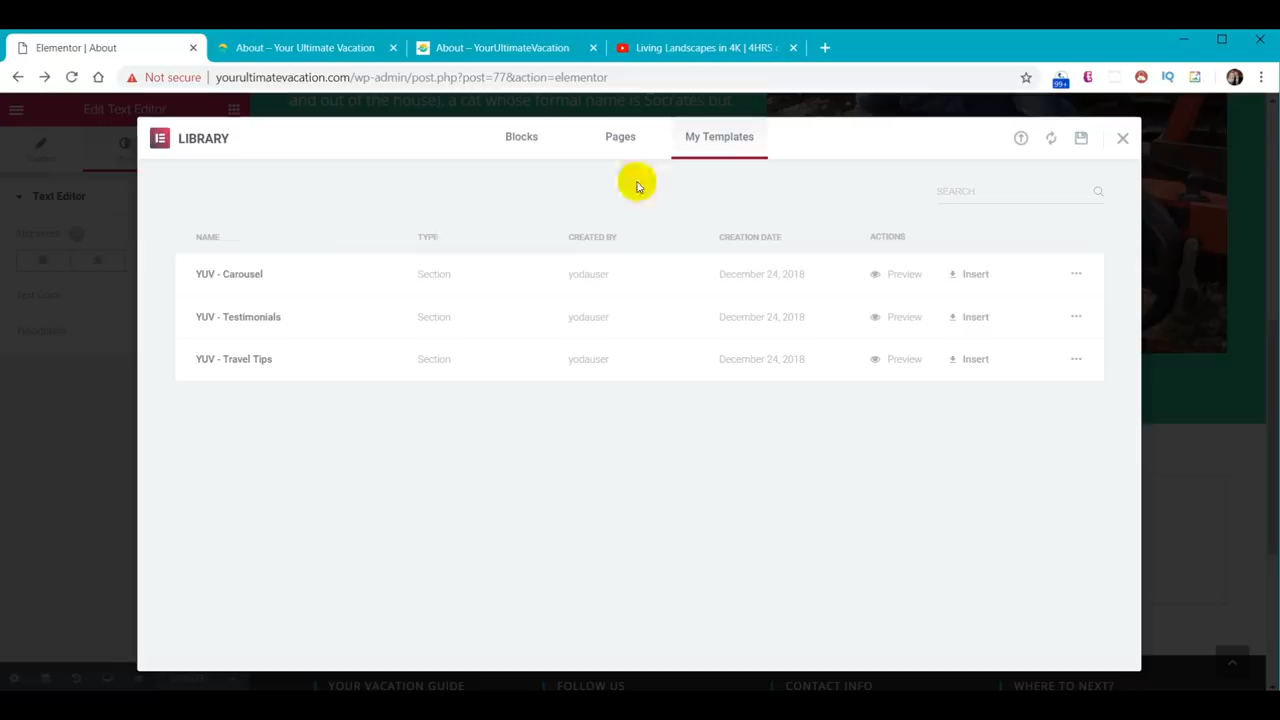 Elementor | About
About – Your Ultimate Vacation
About – YourUltimateVacation
Living Landscapes in 4K | 4HRS
Not secure
yourultimatevacation.com/wp-admin/post.php?post=77&action=elementor
99+
Edit Text Editor
and out of the house), a cat whose formal name is Socrates but
LIBRARY
Blocks
Pages
My Templates
Text Editor
SEARCH
NAME TYPE CREATED BY CREATION DATE ACTIONS
YUV - Carousel Section yodauser December 24, 2018 Preview Insert
YUV - Testimonials Section yodauser December 24, 2018 Preview Insert
YUV - Travel Tips Section yodauser December 24, 2018 Preview Insert
YOUR VACATION GUIDE FOLLOW US CONTACT INFO WHERE TO NEXT?